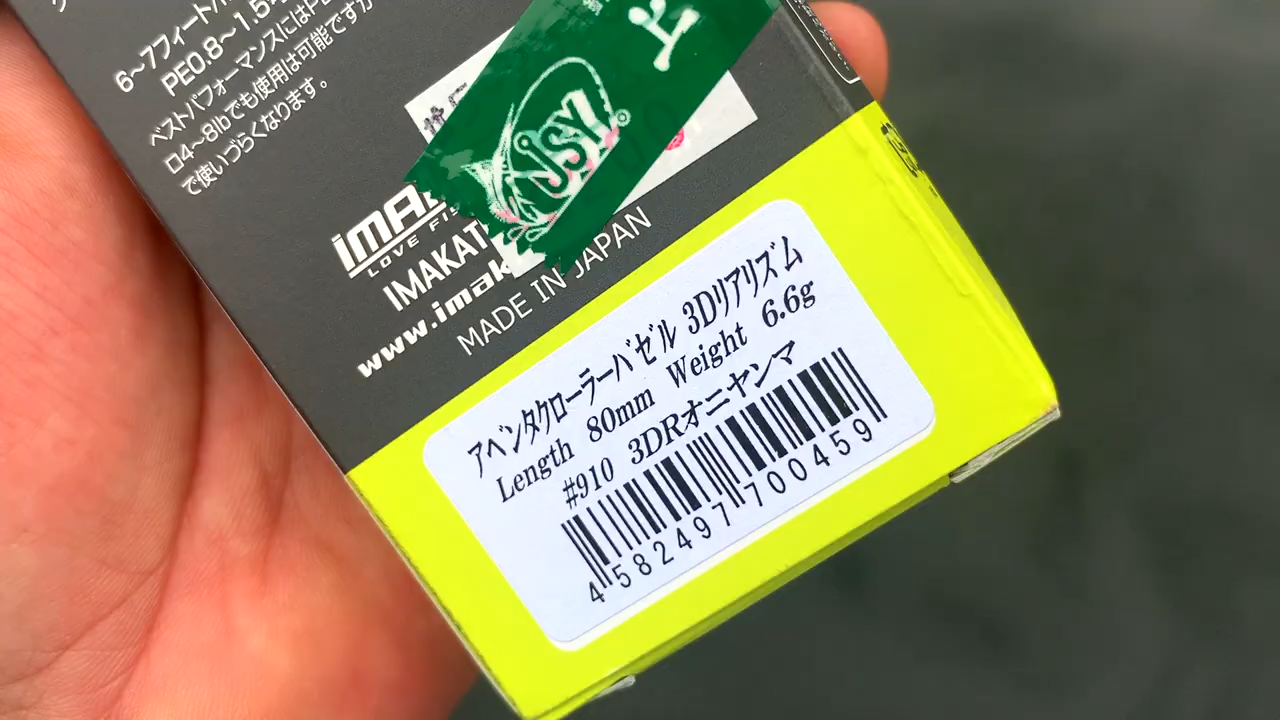 6~7フィート/
PE0.8~1.5
ベストパフォーマンスにはPE
ロ4~8lbでも使用は可能ですが
で使いづらくなります。
上
JSY!
IMA
LOVE FIS
IMAKAT
www.imak
MADE IN JAPAN
アベンタクローラーバゼル 3Dリアリズム
Length 80mm Weight 6.6g
#910 3DRオニヤンマ
4582497700459